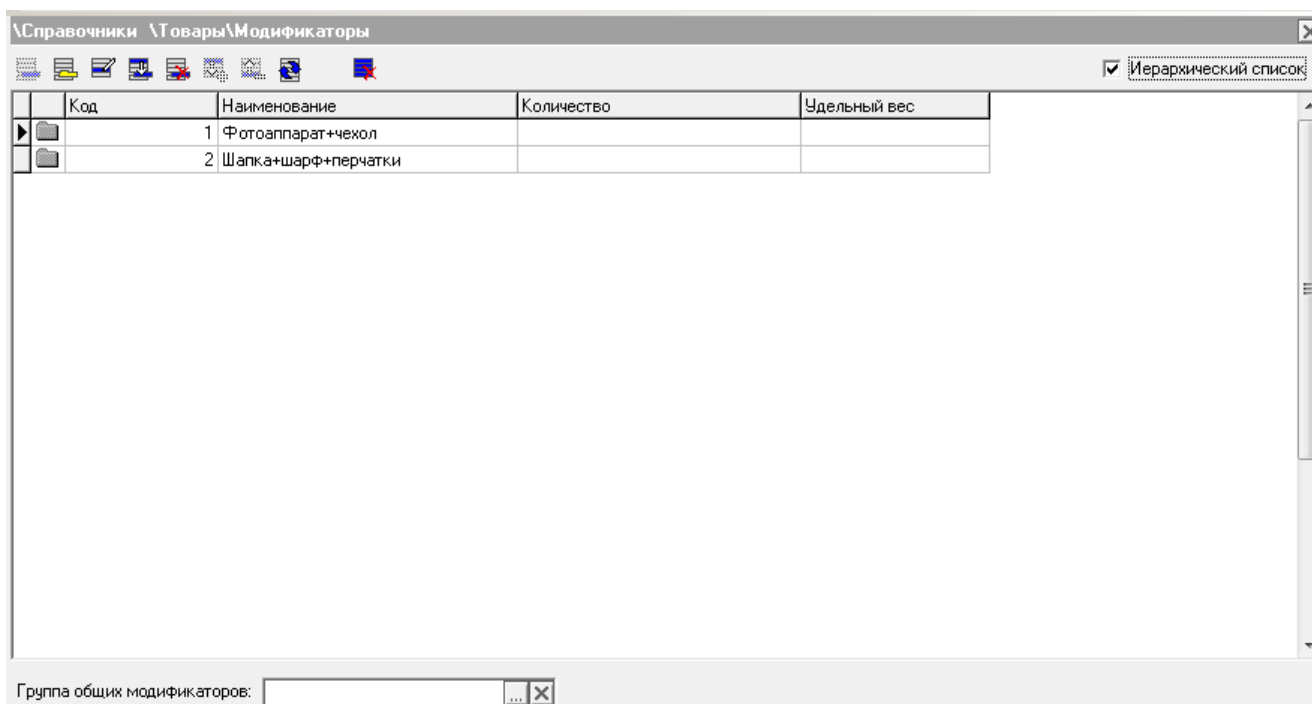 \Справочники \Товары\Модификаторы
Иерархический список
Код Наименование Количество Удельный вес
1 Фотоаппарат+чехол
2 Шапка+шарф+перчатки
Группа общих модификаторов: ...